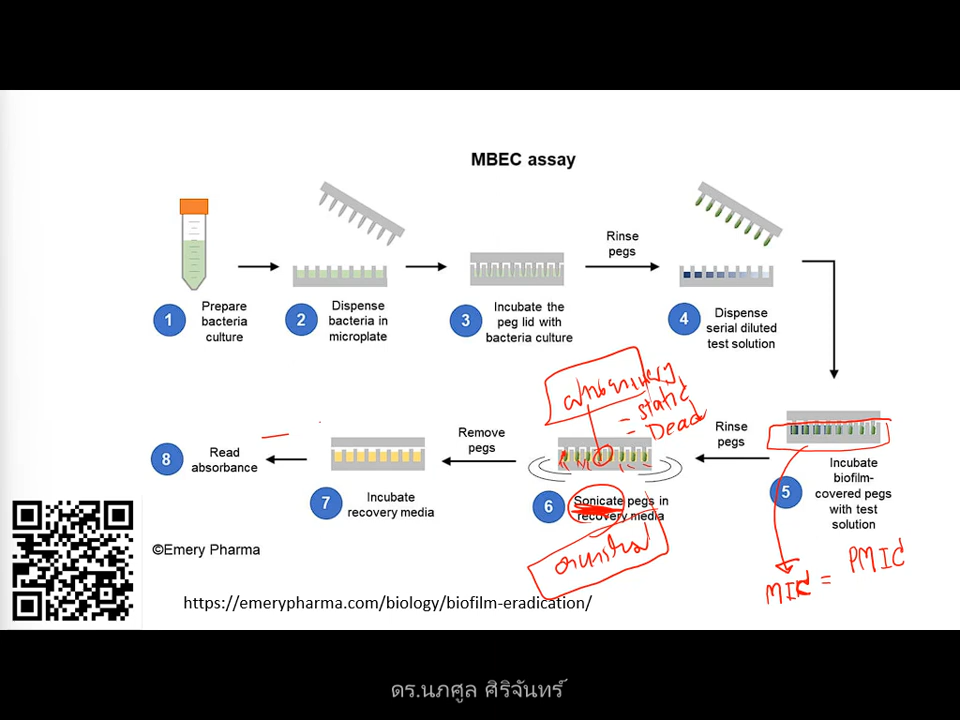 MBEC assay
1
Prepare
bacteria
culture
2
Dispense
bacteria in
microplate
3
Incubate the
peg lid with
bacteria culture
Rinse
pegs
4
Dispense
serial diluted
test solution
5
Incubate
biofilm-
covered pegs
with test
solution
MIC = PMIC
Rinse
pegs
= static
= Dead
6
Sonicate pegs in
recovery media
Remove
pegs
7
Incubate
recovery media
8
Read
absorbance
©Emery Pharma
https://emerypharma.com/biology/biofilm-eradication/
ดร.นภศูล ศิริจันทร์